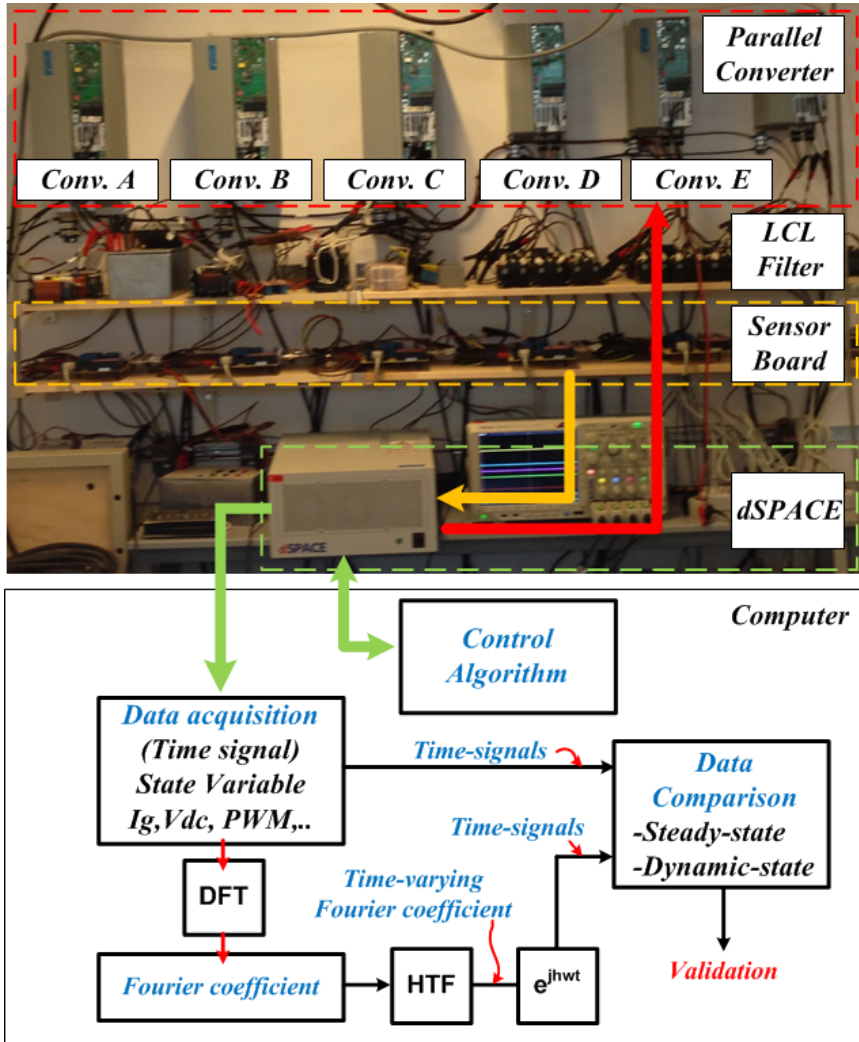 Parallel
Converter
Conv. A
Conv. B
Conv. C
Conv. D
Conv. E
LCL
Filter
Sensor
Board
dSPACE
dSPACE
Computer
Control
Algorithm
Data acquisition
(Time signal)
State Variable
Ig,Vdc, PWM,..
Time-signals
Data
Comparison
-Steady-state
-Dynamic-state
Time-signals
DFT
Time-varying
Fourier coefficient
Fourier coefficient
HTF
e^jhwt
Validation